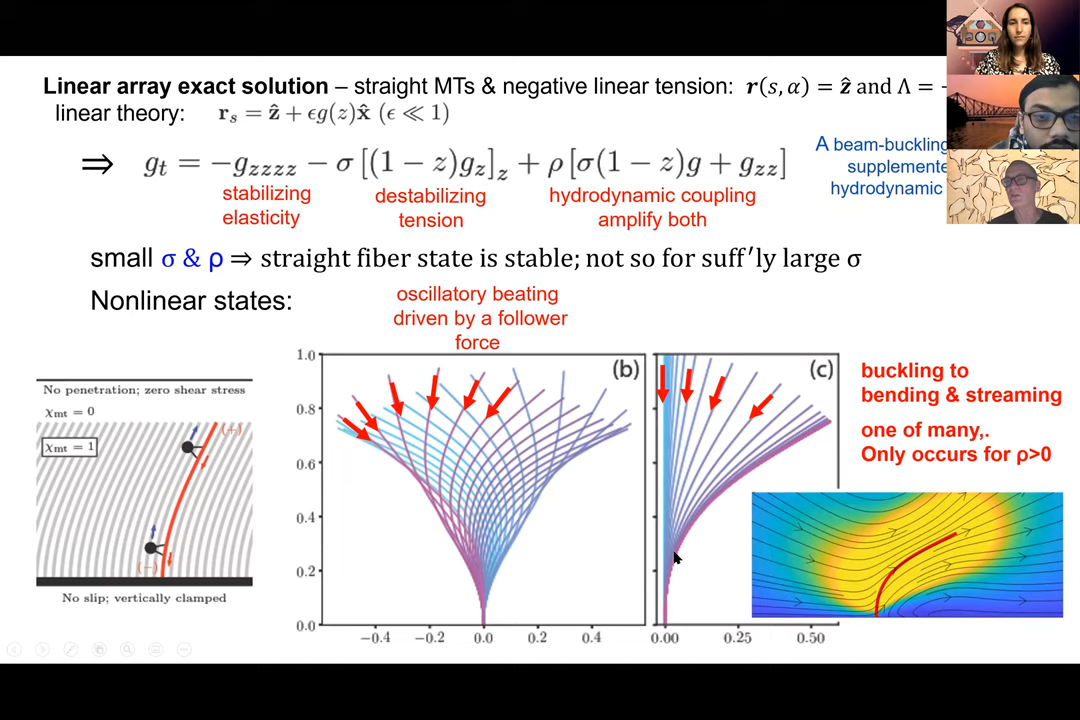 Linear array exact solution – straight MTs & negative linear tension: r(s, α) = ẑ and Λ = -
linear theory: r_s = ẑ + ϵg(z)x̂ (ϵ ≪ 1)
⇒ g_t = −g_zzzz − σ [(1 − z)g_z]_z + ρ [σ(1 − z)g + g_zz]
A beam-buckling
supplemente
hydrodynamic
stabilizing
elasticity
destabilizing
tension
hydrodynamic coupling
amplify both
small σ & ρ ⇒ straight fiber state is stable; not so for suff′ly large σ
Nonlinear states:
oscillatory beating
driven by a follower
force
No penetration; zero shear stress
χ_mt = 0
χ_mt = 1
(+)
(−)
No slip; vertically clamped
1.0
0.8
0.6
0.4
0.2
0.0
(b)
−0.4 −0.2 0.0 0.2 0.4
(c)
0.00 0.25 0.50
buckling to
bending & streaming
one of many,.
Only occurs for ρ>0